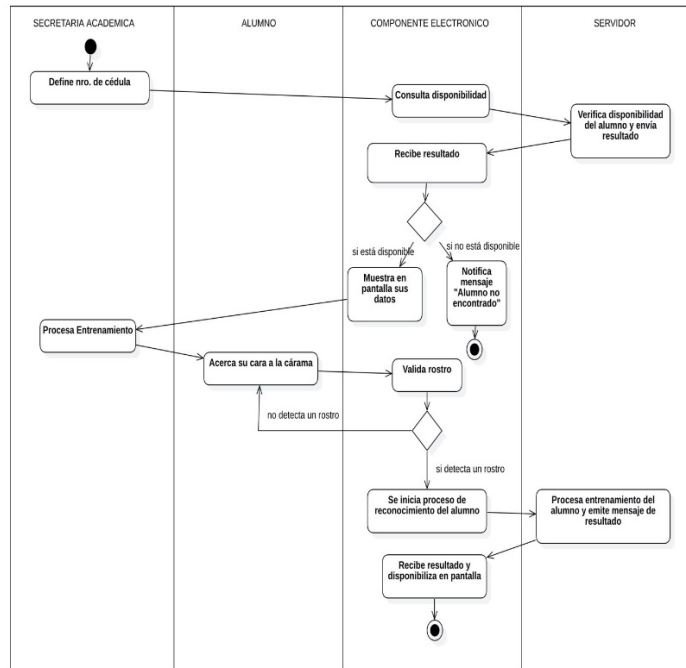 SECRETARIA ACADEMICA
ALUMNO
COMPONENTE ELECTRONICO
SERVIDOR
Define nro. de cédula
Consulta disponibilidad
Verifica disponibilidad
del alumno y envía
resultado
Recibe resultado
si está disponible
si no está disponible
Muestra en
pantalla sus
datos
Notifica
mensaje
"Alumno no
encontrado"
Procesa Entrenamiento
Acerca su cara a la cárama
Valida rostro
no detecta un rostro
si detecta un rostro
Se inicia proceso de
reconocimiento del alumno
Procesa entrenamiento del
alumno y emite mensaje de
resultado
Recibe resultado y
disponibiliza en pantalla